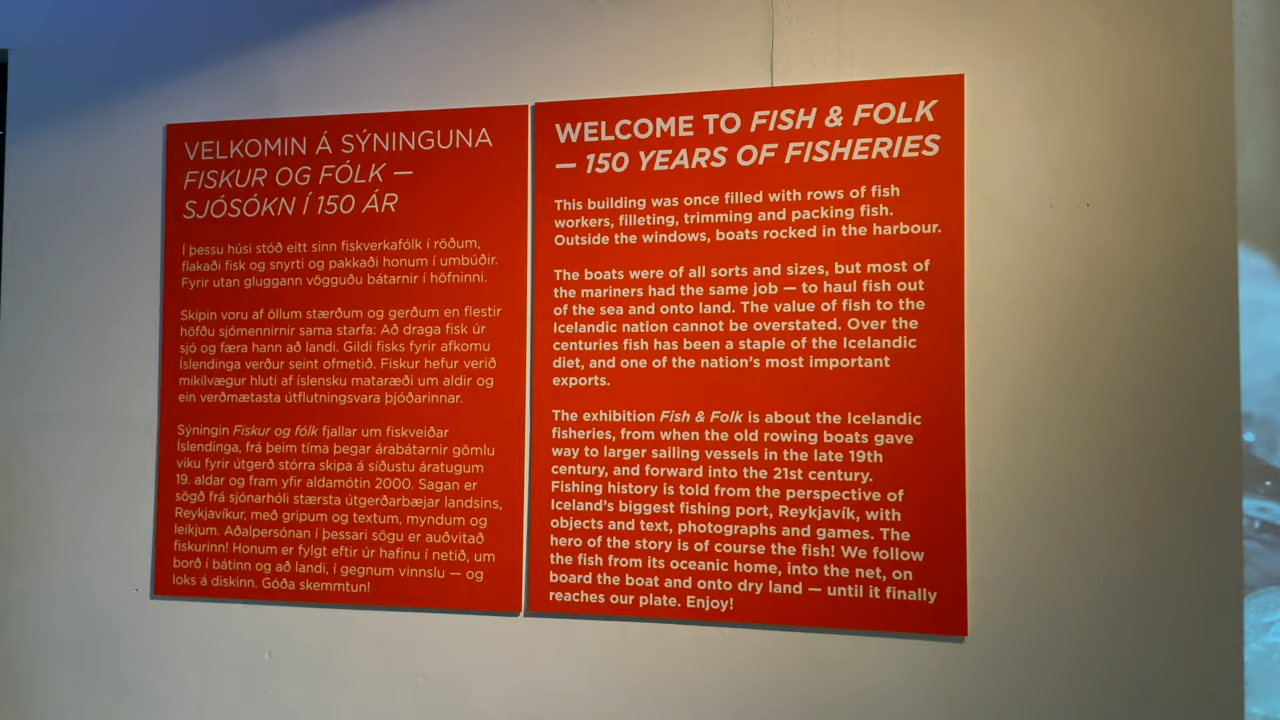 VELKOMIN Á SÝNINGUNA
FISKUR OG FÓLK —
SJÓSÓKN Í 150 ÁR
Í þessu húsi stóð eitt sinn fiskverkafólk í röðum,
flakaði fisk og snyrti og pakkaði honum í umbúðir.
Fyrir utan gluggann vögguðu bátarnir í höfninni.
Skipin voru af öllum stærðum og gerðum en flestir
höfðu sjómennirnir sama starfa: Að draga fisk úr
sjó og færa hann að landi. Gildi fisks fyrir afkomu
Íslendinga verður seint ofmetið. Fiskur hefur verið
mikilvægur hluti af íslensku mataræði um aldir og
ein verðmætasta útflutningsvara þjóðarinnar.
Sýningin Fiskur og fólk fjallar um fiskveiðar
Íslendinga, frá þeim tíma þegar árabátarnir gömlu
viku fyrir útgerð stórra skipa á síðustu áratugum
19. aldar og fram yfir aldamótin 2000. Sagan er
sögð frá sjónarhóli stærsta útgerðarbæjar landsins,
Reykjavíkur, með gripum og textum, myndum og
leikjum. Aðalpersónan í þessari sögu er auðvitað
fiskurinn! Honum er fylgt eftir úr hafinu í netið, um
borð í bátinn og að landi, í gegnum vinnslu — og
loks á diskinn. Góða skemmtun!
WELCOME TO FISH & FOLK
— 150 YEARS OF FISHERIES
This building was once filled with rows of fish
workers, filleting, trimming and packing fish.
Outside the windows, boats rocked in the harbour.
The boats were of all sorts and sizes, but most of
the mariners had the same job — to haul fish out
of the sea and onto land. The value of fish to the
Icelandic nation cannot be overstated. Over the
centuries fish has been a staple of the Icelandic
diet, and one of the nation's most important
exports.
The exhibition Fish & Folk is about the Icelandic
fisheries, from when the old rowing boats gave
way to larger sailing vessels in the late 19th
century, and forward into the 21st century.
Fishing history is told from the perspective of
Iceland's biggest fishing port, Reykjavík, with
objects and text, photographs and games. The
hero of the story is of course the fish! We follow
the fish from its oceanic home, into the net, on
board the boat and onto dry land — until it finally
reaches our plate. Enjoy!